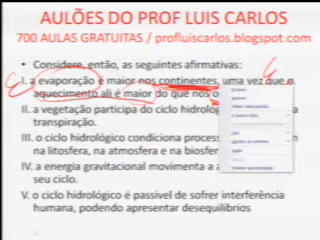 AULÕES DO PROF LUIS CARLOS
700 AULAS GRATUITAS / profluiscarlos.blogspot.com
• Considere, então, as seguintes afirmativas:
I. a evaporação é maior nos continentes, uma vez que o
aquecimento ali é maior do que nos o
II. a vegetação participa do ciclo hidrológ
transpiração.
III. o ciclo hidrológico condiciona process
na litosfera, na atmosfera e na biosfer
IV. a energia gravitacional movimenta a a
seu ciclo.
V. o ciclo hidrológico é passivel de sofrer interferência
humana, podendo apresentar desequilíbrios